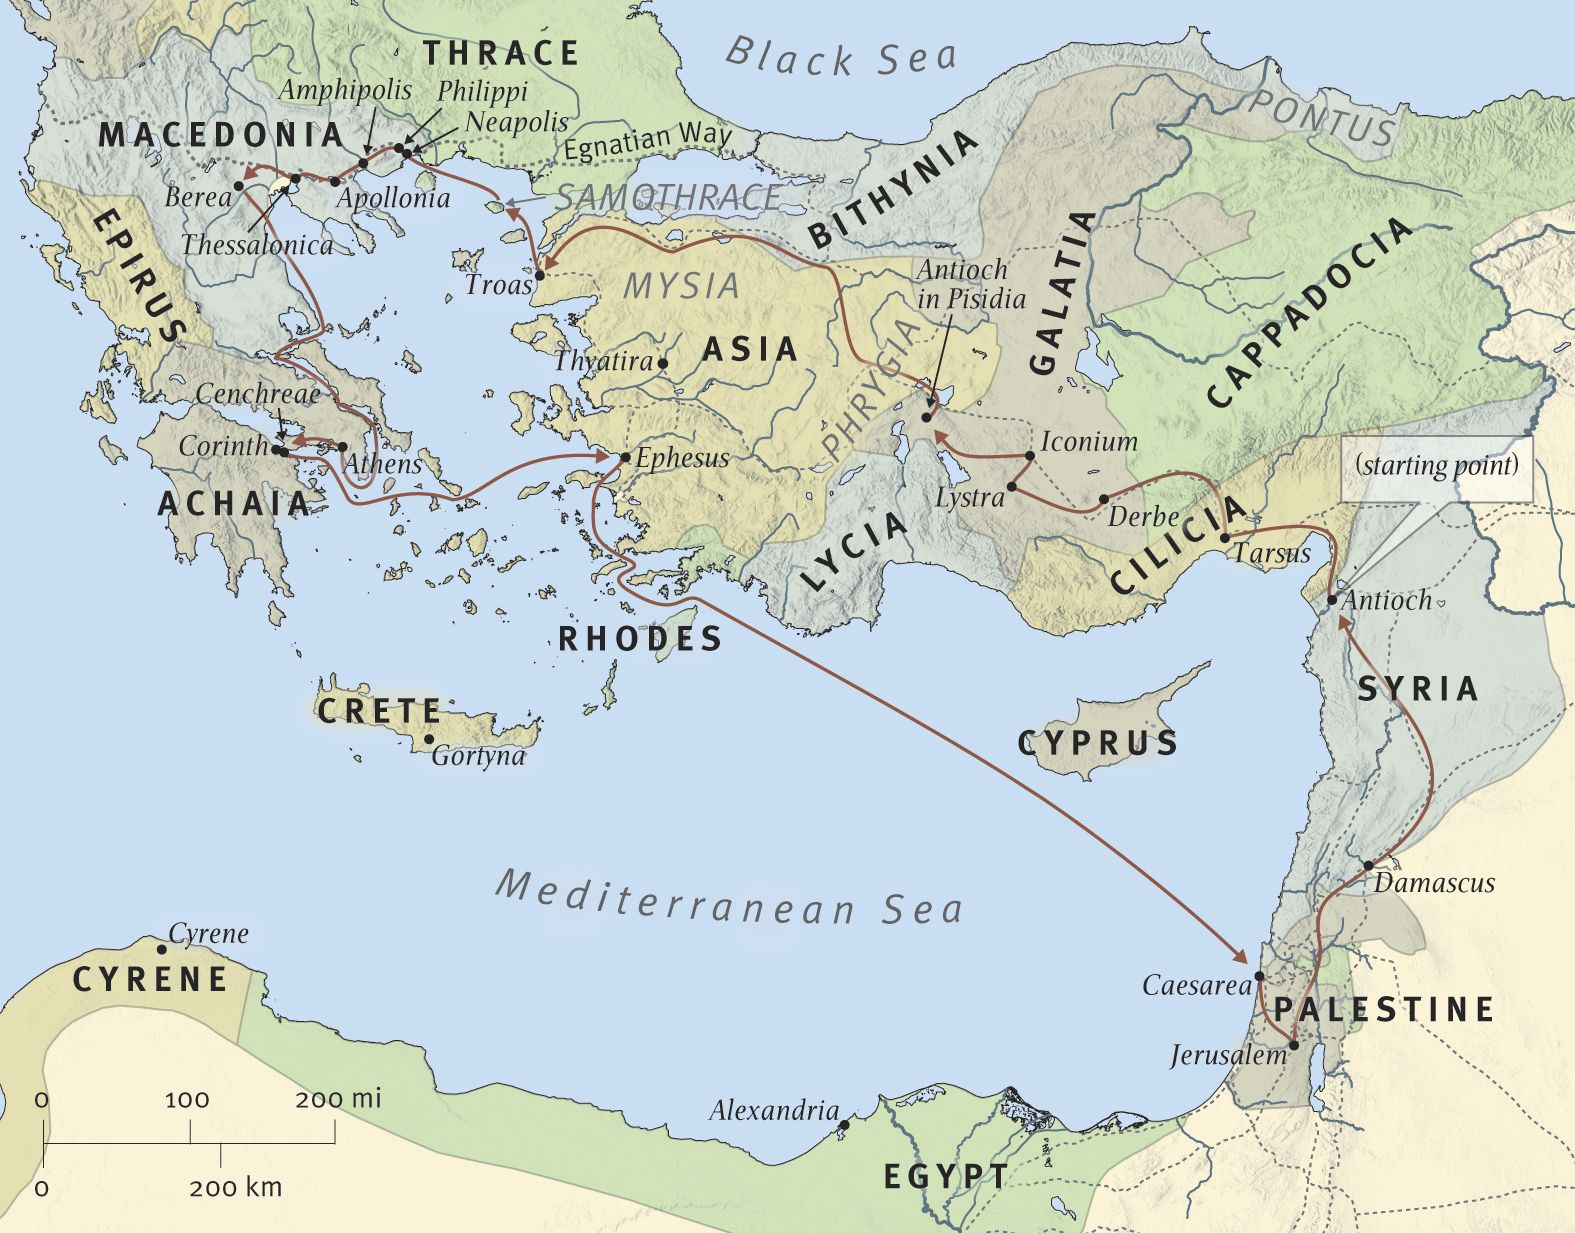 Black Sea
THRACE
Amphipolis
Philippi
Neapolis
MACEDONIA
Egnatian Way
PONTUS
BITHYNIA
Berea
Apollonia
SAMOTHRACE
Thessalonica
EPIRUS
Troas
MYSIA
Antioch
in Pisidia
GALATIA
CAPPADOCIA
Thyatira
ASIA
PHRYGIA
Cenchreae
Corinth
Athens
ACHAIA
Ephesus
Iconium
Lystra
Derbe
(starting point)
LYCIA
CILICIA
Tarsus
Antioch
RHODES
SYRIA
CRETE
Gortyna
CYPRUS
Mediterranean Sea
Damascus
Cyrene
CYRENE
Caesarea
PALESTINE
Jerusalem
Alexandria
EGYPT
0 100 200 mi
0 200 km